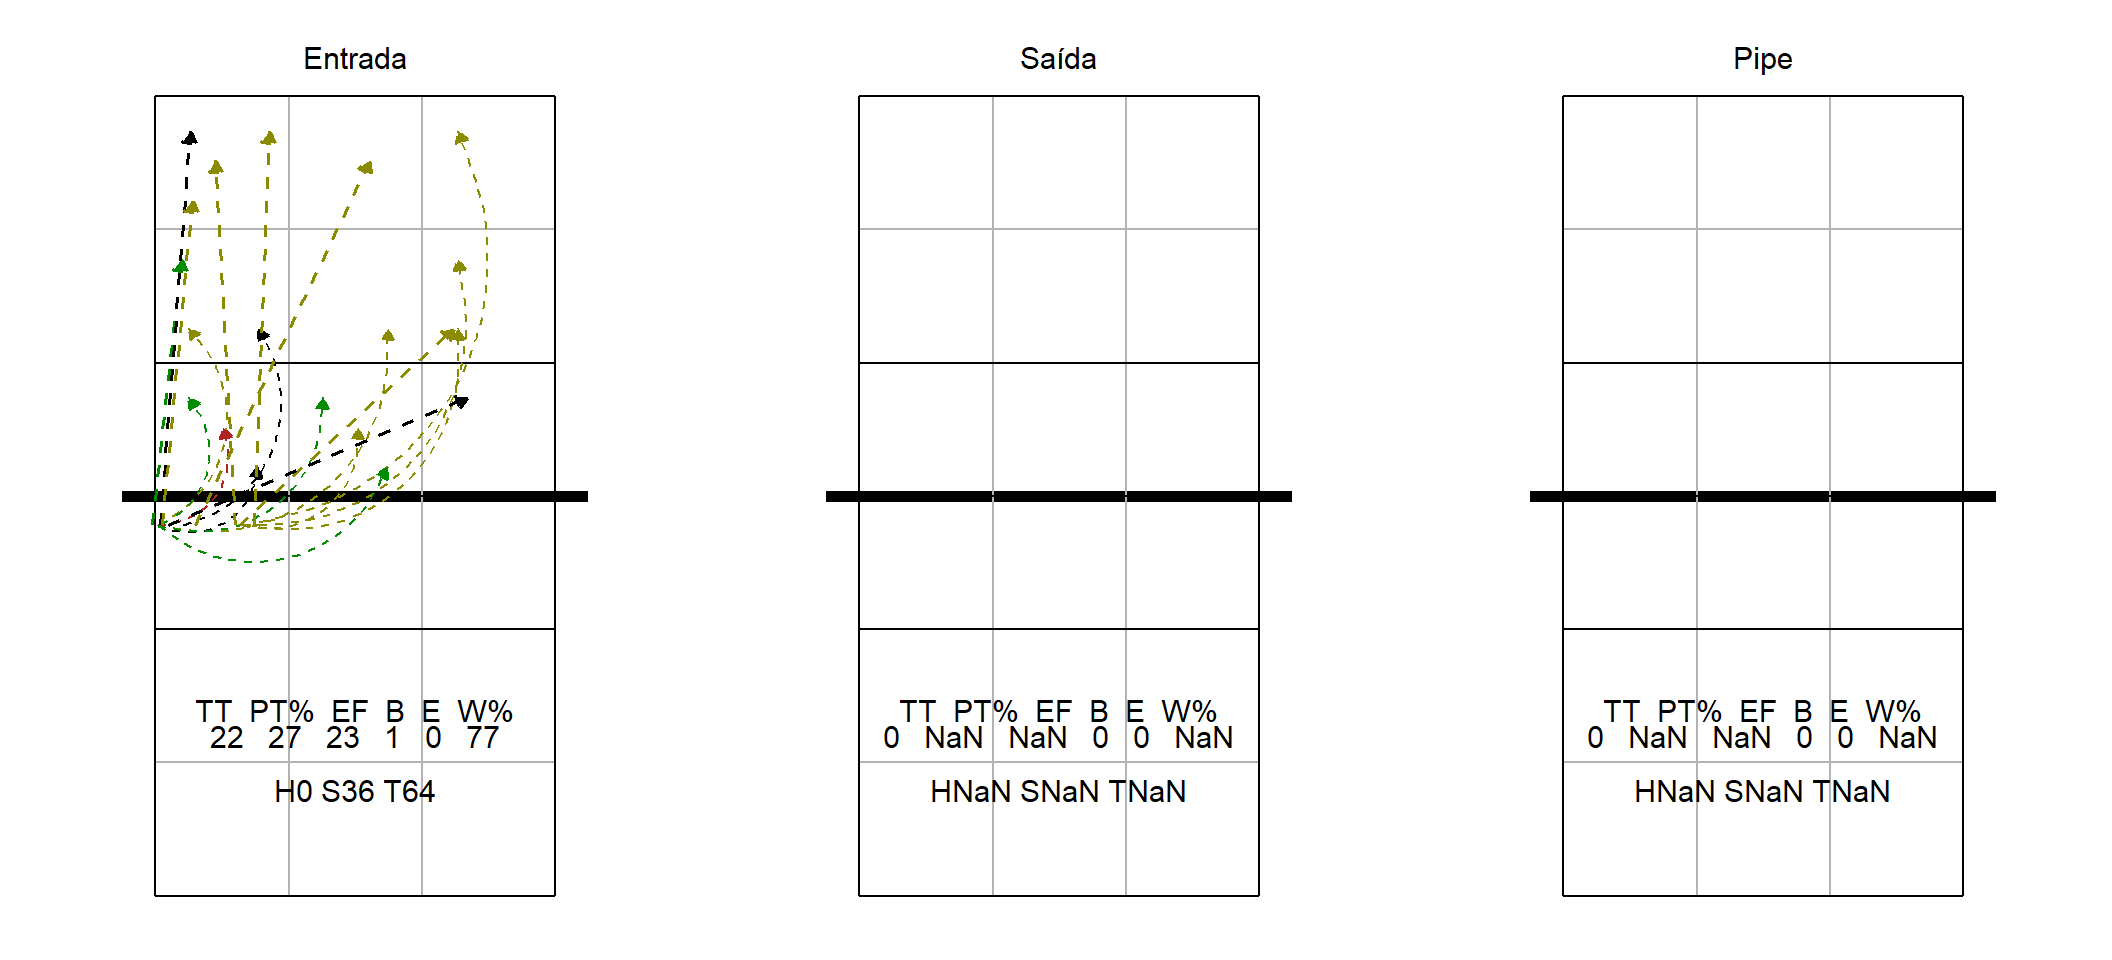 Entrada
TT PT% EF B E W%
22 27 23 1 0 77
H0 S36 T64
Saída
TT PT% EF B E W%
0 NaN NaN 0 0 NaN
HNaN SNaN TNaN
Pipe
TT PT% EF B E W%
0 NaN NaN 0 0 NaN
HNaN SNaN TNaN